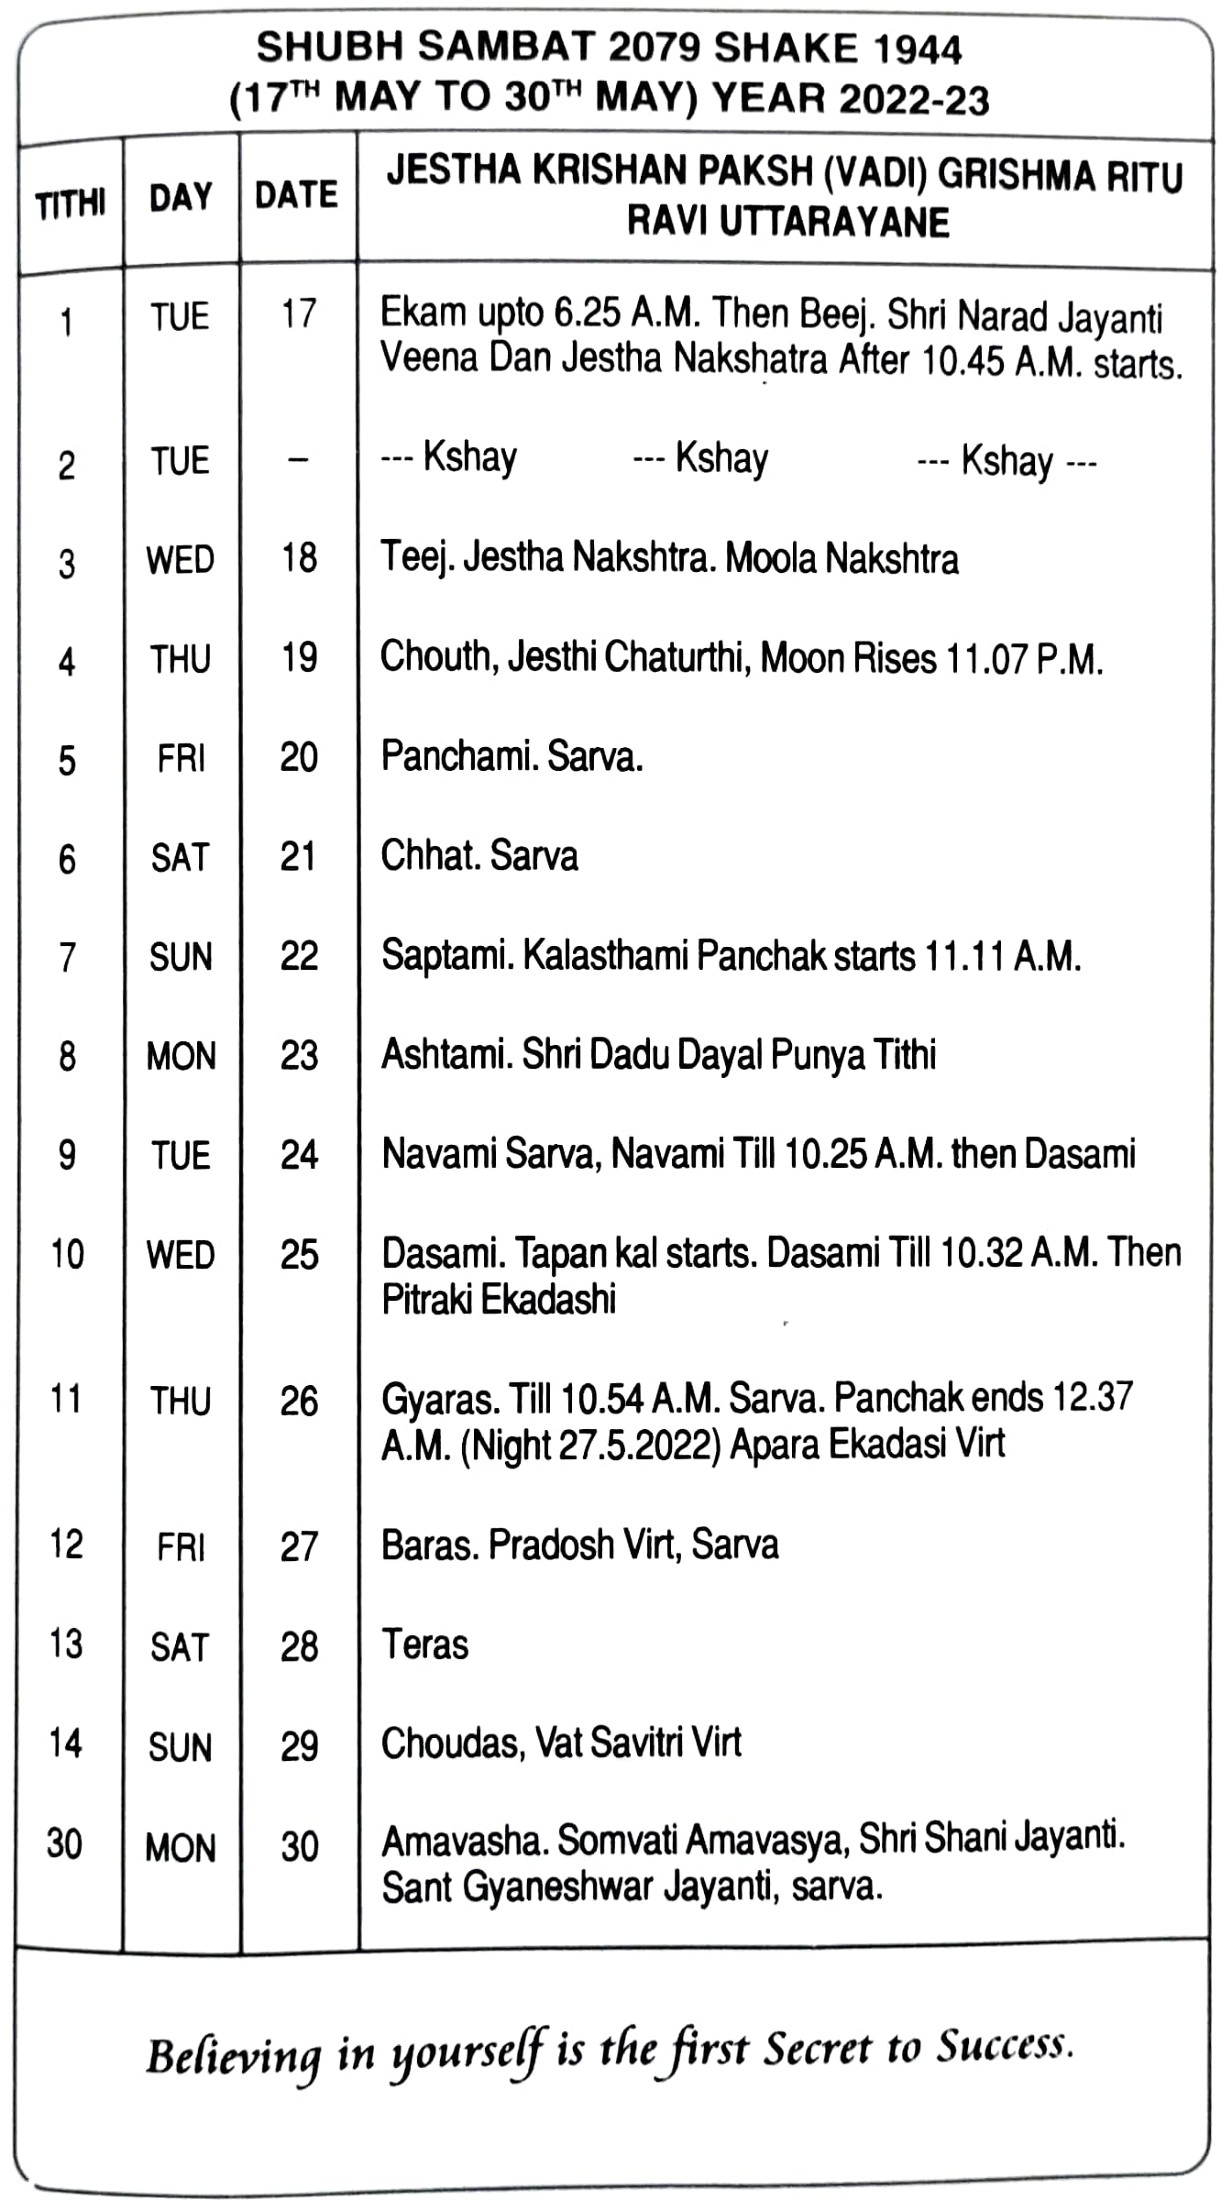 SHUBH SAMBAT 2079 SHAKE 1944
(17TH MAY TO 30TH MAY) YEAR 2022-23
TITHI DAY DATE JESTHA KRISHAN PAKSH (VADI) GRISHMA RITU
RAVI UTTARAYANE
1 TUE 17 Ekam upto 6.25 A.M. Then Beej. Shri Narad Jayanti
Veena Dan Jestha Nakshatra After 10.45 A.M. starts.
2 TUE – --- Kshay --- Kshay --- Kshay ---
3 WED 18 Teej. Jestha Nakshtra. Moola Nakshtra
4 THU 19 Chouth, Jesthi Chaturthi, Moon Rises 11.07 P.M.
5 FRI 20 Panchami. Sarva.
6 SAT 21 Chhat. Sarva
7 SUN 22 Saptami. Kalasthami Panchak starts 11.11 A.M.
8 MON 23 Ashtami. Shri Dadu Dayal Punya Tithi
9 TUE 24 Navami Sarva, Navami Till 10.25 A.M. then Dasami
10 WED 25 Dasami. Tapan kal starts. Dasami Till 10.32 A.M. Then
Pitraki Ekadashi
11 THU 26 Gyaras. Till 10.54 A.M. Sarva. Panchak ends 12.37
A.M. (Night 27.5.2022) Apara Ekadasi Virt
12 FRI 27 Baras. Pradosh Virt, Sarva
13 SAT 28 Teras
14 SUN 29 Choudas, Vat Savitri Virt
30 MON 30 Amavasha. Somvati Amavasya, Shri Shani Jayanti.
Sant Gyaneshwar Jayanti, sarva.
Believing in yourself is the first Secret to Success.